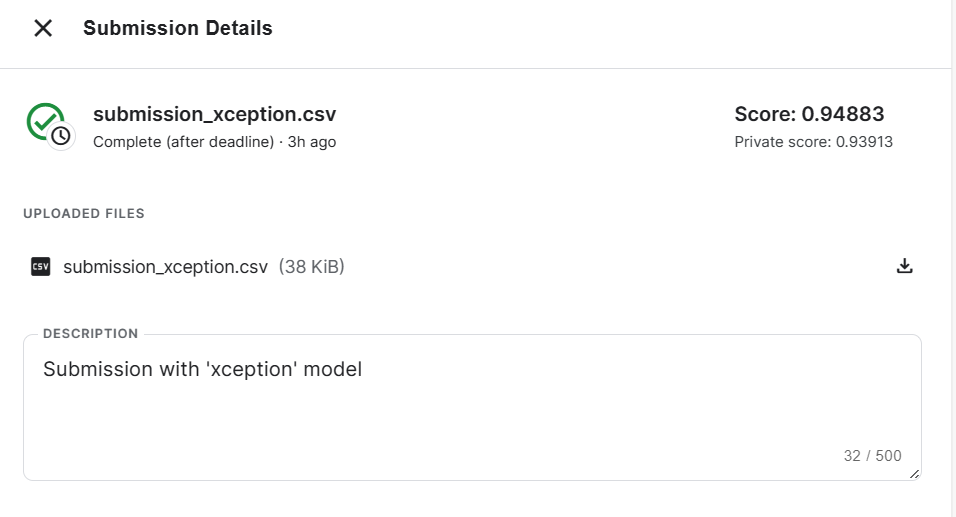 Submission Details
submission_xception.csv
Score: 0.94883
Complete (after deadline) · 3h ago
Private score: 0.93913
UPLOADED FILES
CSV submission_xception.csv (38 KiB)
DESCRIPTION
Submission with 'xception' model
32 / 500